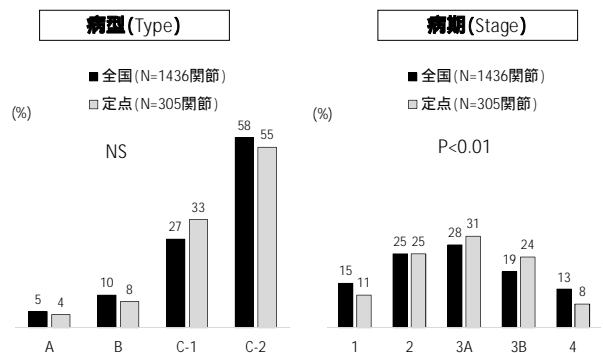 病型(Type)
■全国(N=1436関節)
■定点(N=305関節)
(%)
NS
58
55
33
27
10
8
5
4
A
B
C-1
C-2
病期(Stage)
■全国(N=1436関節)
■定点(N=305関節)
(%)
P<0.01
15
11
25
25
28
31
19
24
13
8
1
2
3A
3B
4